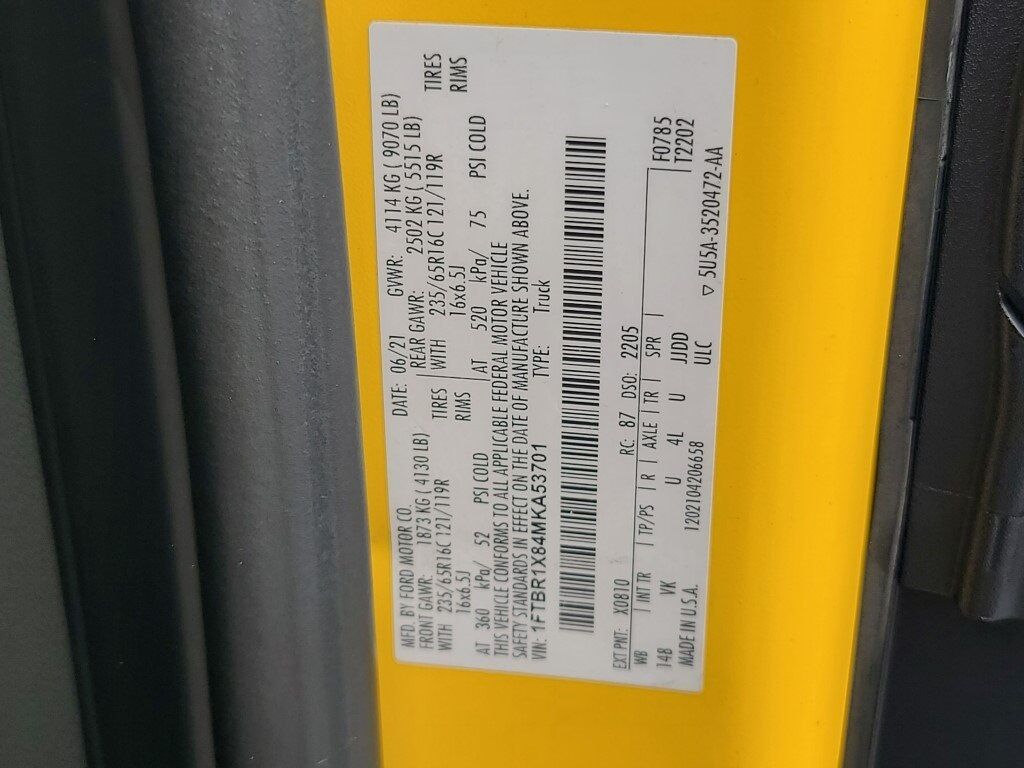 MFD. BY FORD MOTOR CO. DATE: 06/21 GVWR: 4114 KG ( 9070 LB)
FRONT GAWR: 1873 KG ( 4130 LB) REAR GAWR: 2502 KG ( 5515 LB)
WITH 235/65R16C 121/119R TIRES WITH 235/65R16C 121/119R TIRES
16x6.5J RIMS 16x6.5J RIMS
AT 360 kPa/ 52 PSI COLD AT 520 kPa/ 75 PSI COLD
THIS VEHICLE CONFORMS TO ALL APPLICABLE FEDERAL MOTOR VEHICLE
SAFETY STANDARDS IN EFFECT ON THE DATE OF MANUFACTURE SHOWN ABOVE.
VIN: 1FTBR1X84MKA53701 TYPE: Truck
EXT PNT: X0810 RC: 87 DSO: 2205
WB INT TR TP/PS R AXLE TR SPR F0785
148 VK U 4L U JJDD T2202
MADE IN U.S.A. 120210420665B ULC
▽ 5U5A-3520472-AA